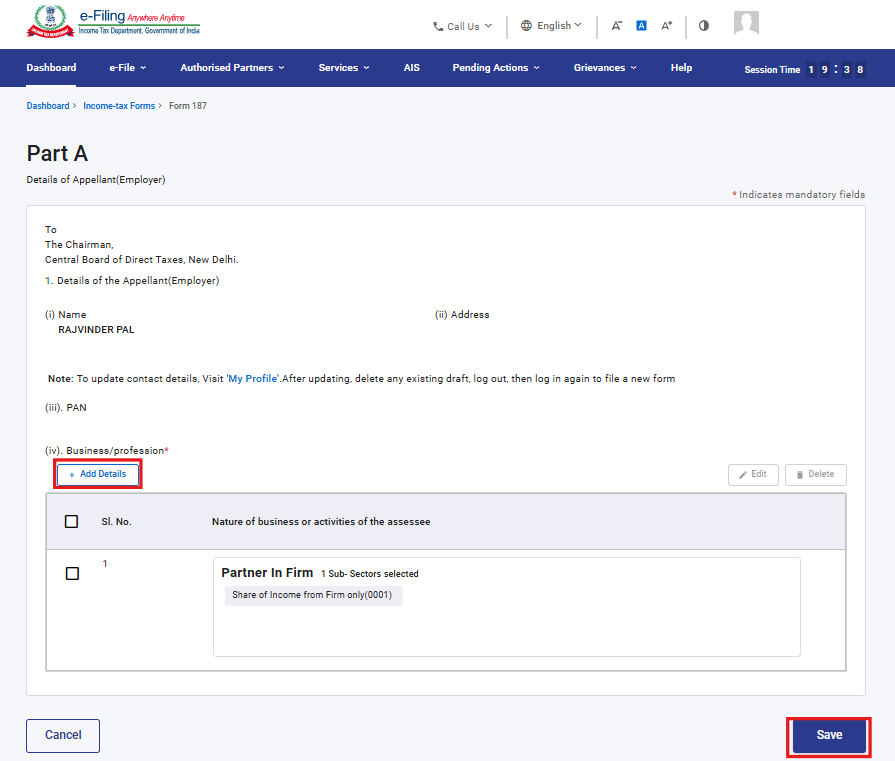 e-Filing Anywhere Anytime
Income Tax Department, Government of India
Call Us
English
A-
A
A+
Dashboard
e-File
Authorised Partners
Services
AIS
Pending Actions
Grievances
Help
Session Time 1 9 : 3 8
Dashboard > Income-tax Forms > Form 187
Part A
Details of Appellant(Employer)
* Indicates mandatory fields
To
The Chairman,
Central Board of Direct Taxes, New Delhi.
1. Details of the Appellant(Employer)
(i) Name
(ii) Address
RAJVINDER PAL
Note: To update contact details, Visit 'My Profile'.After updating, delete any existing draft, log out, then log in again to file a new form
(iii). PAN
(iv). Business/profession*
+ Add Details
Edit
Delete
Sl. No.
Nature of business or activities of the assessee
1
Partner In Firm 1 Sub- Sectors selected
Share of Income from Firm only(0001)
Cancel
Save